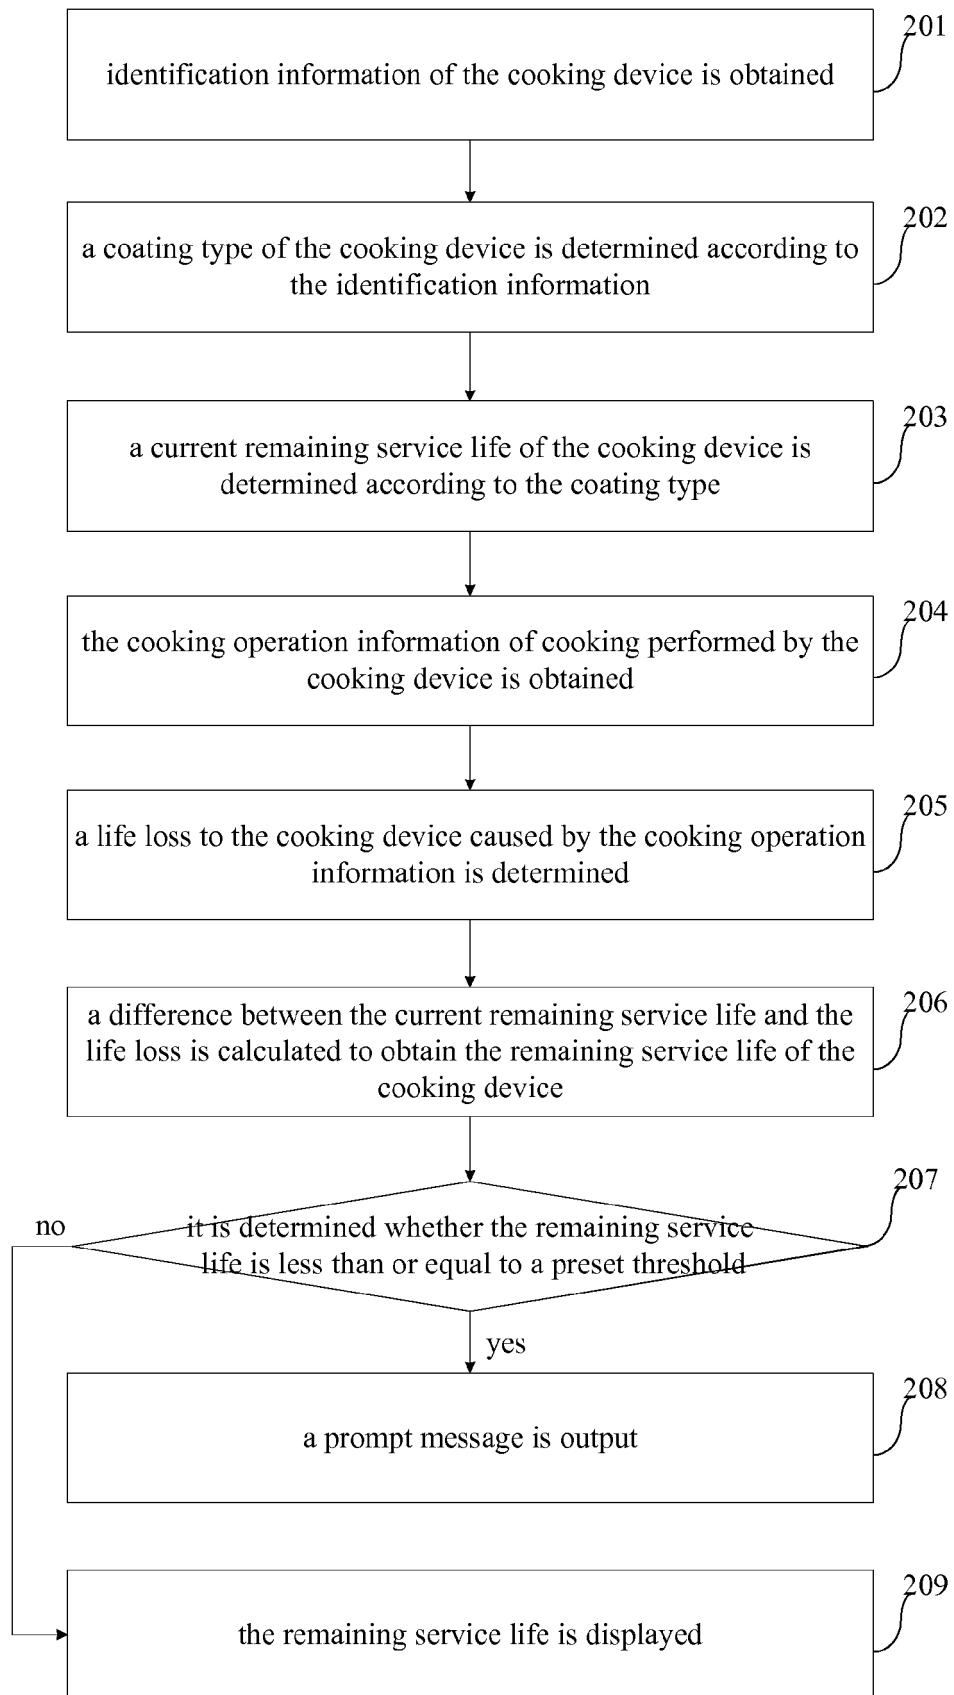 201
identification information of the cooking device is obtained
202
a coating type of the cooking device is determined according to
the identification information
203
a current remaining service life of the cooking device is
determined according to the coating type
204
the cooking operation information of cooking performed by the
cooking device is obtained
205
a life loss to the cooking device caused by the cooking operation
information is determined
206
a difference between the current remaining service life and the
life loss is calculated to obtain the remaining service life of the
cooking device
207
no
it is determined whether the remaining service
life is less than or equal to a preset threshold
yes
208
a prompt message is output
209
the remaining service life is displayed